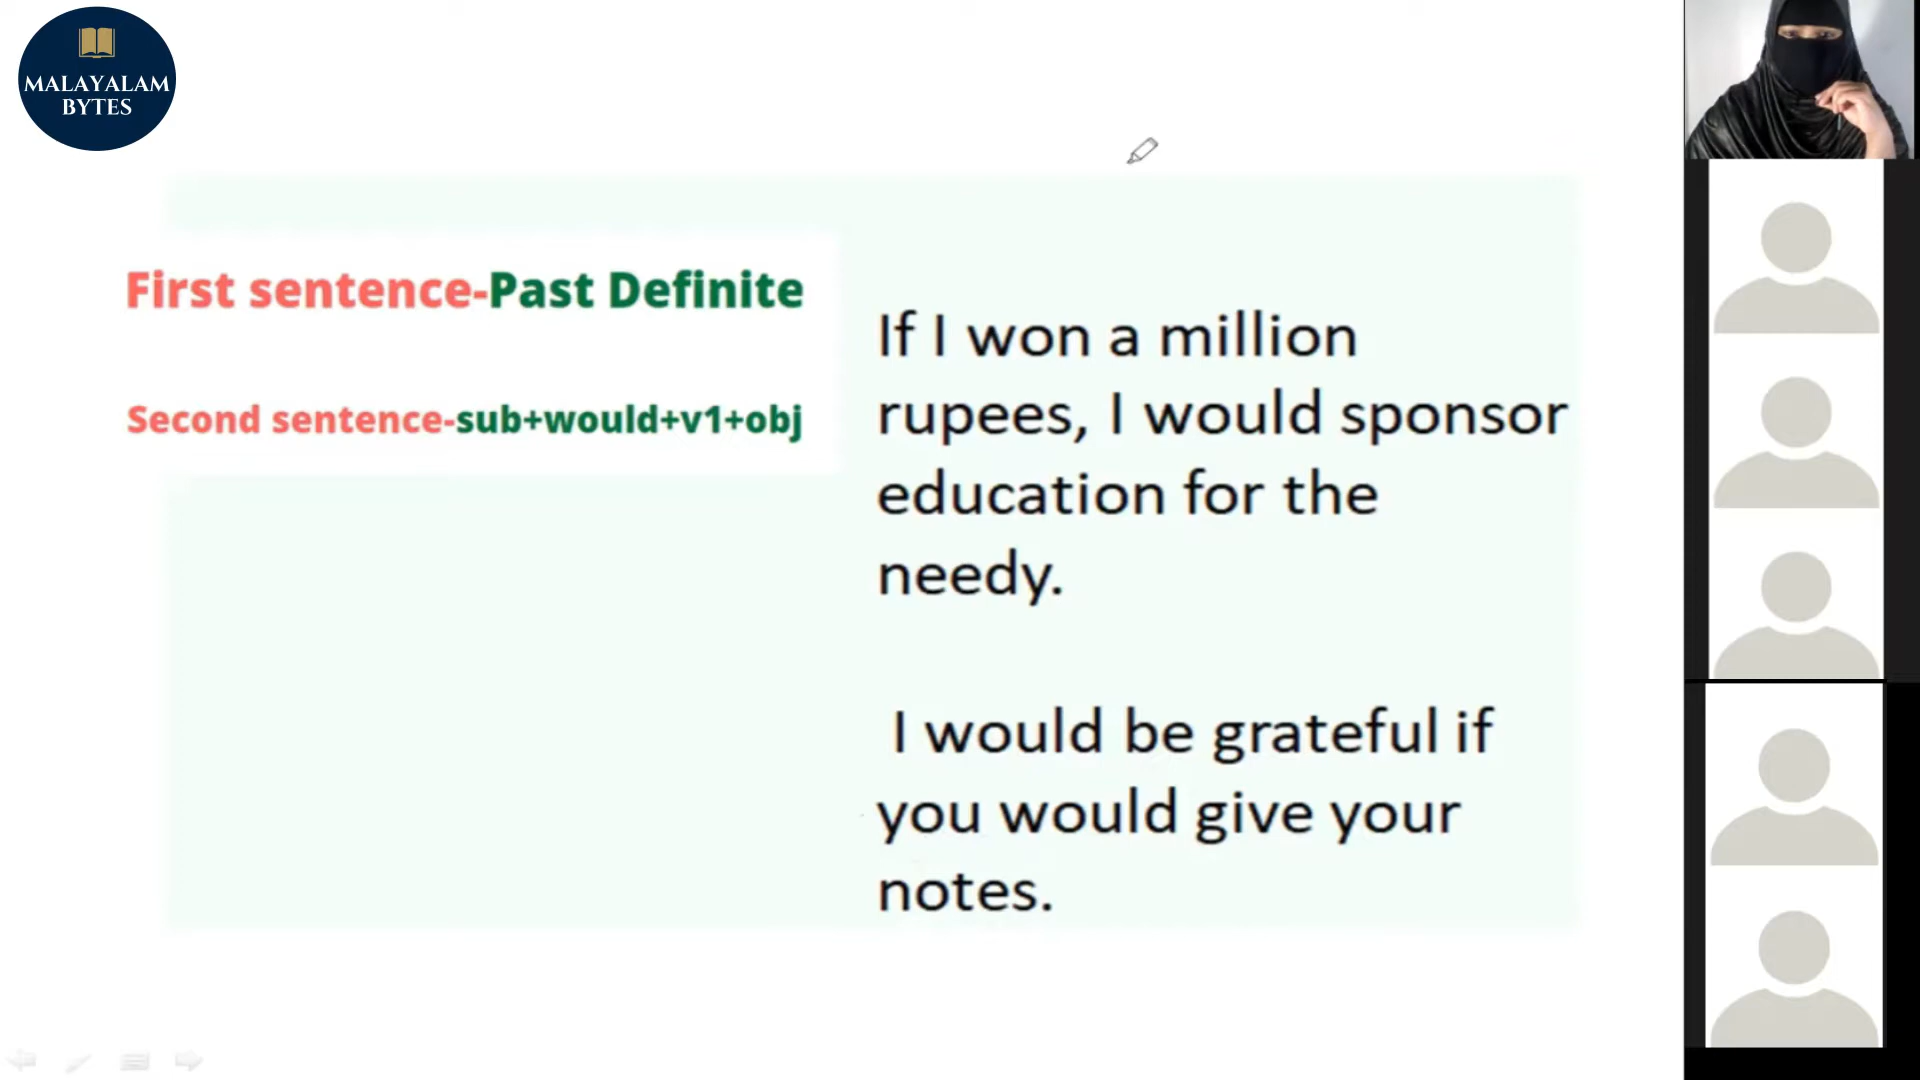 MALAYALAM
BYTES
First sentence-Past Definite
Second sentence-sub+would+v1+obj
If I won a million
rupees, I would sponsor
education for the
needy.
I would be grateful if
you would give your
notes.